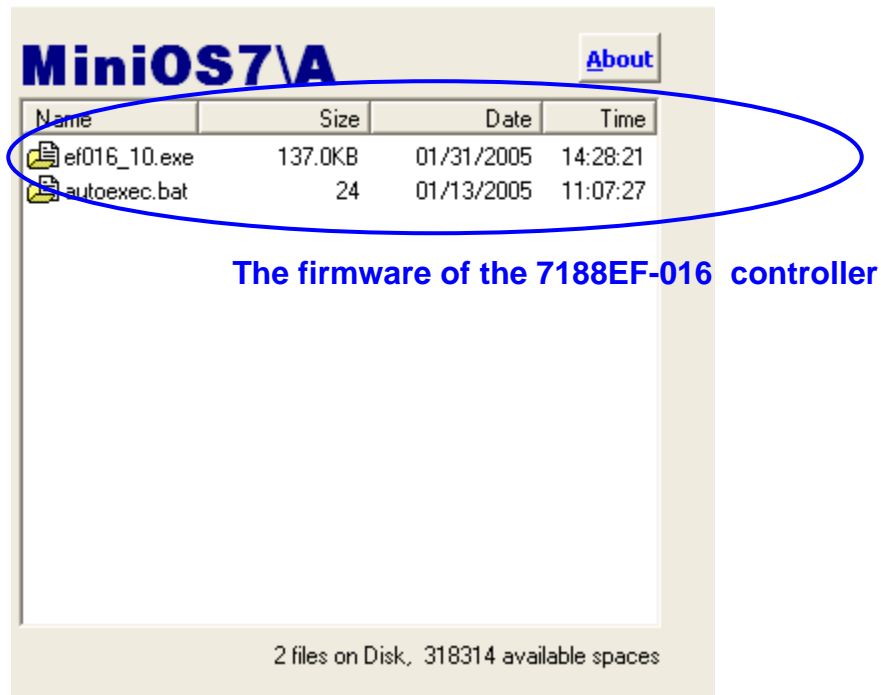 MiniOS7\A About
Name Size Date Time
ef016_10.exe 137.0KB 01/31/2005 14:28:21
autoexec.bat 24 01/13/2005 11:07:27
The firmware of the 7188EF-016 controller
2 files on Disk, 318314 available spaces